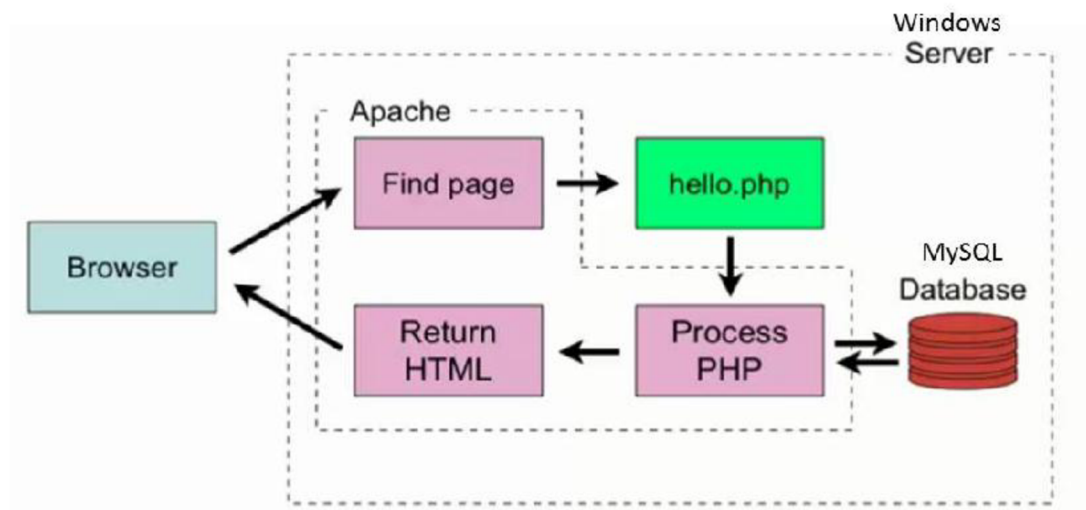 Windows
Server
Apache
Find page
hello.php
Browser
MySQL
Database
Return
HTML
Process
PHP